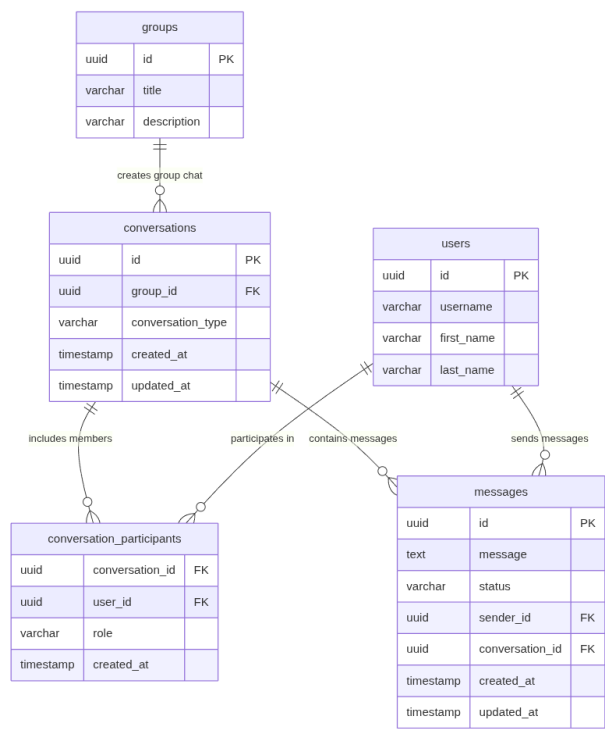 groups
uuid id PK
varchar title
varchar description
creates group chat
conversations
uuid id PK
uuid group_id FK
varchar conversation_type
timestamp created_at
timestamp updated_at
users
uuid id PK
varchar username
varchar first_name
varchar last_name
includes members
participates in
contains messages
sends messages
conversation_participants
uuid conversation_id FK
uuid user_id FK
varchar role
timestamp created_at
messages
uuid id PK
text message
varchar status
uuid sender_id FK
uuid conversation_id FK
timestamp created_at
timestamp updated_at